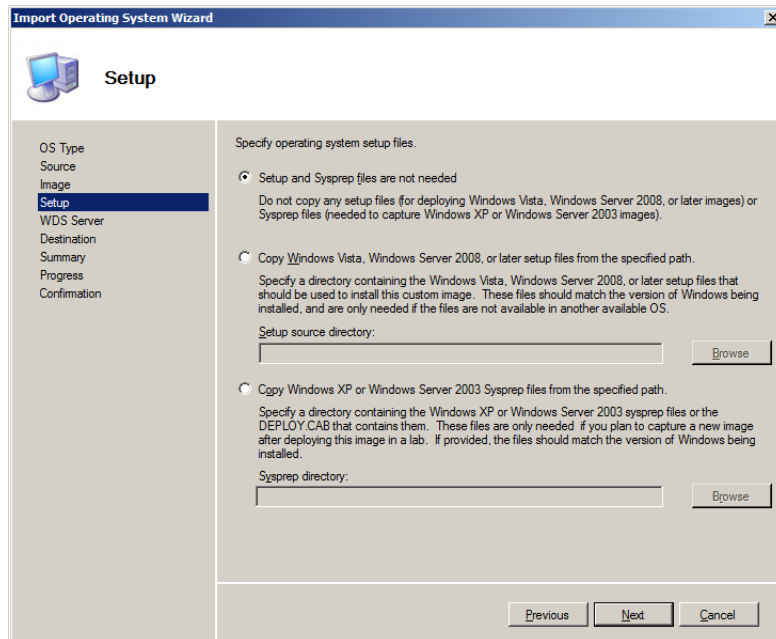 Import Operating System Wizard
Setup
OS Type
Source
Image
Setup
WDS Server
Destination
Summary
Progress
Confirmation
Specify operating system setup files.
Setup and Sysprep files are not needed
Do not copy any setup files (for deploying Windows Vista, Windows Server 2008, or later images) or
Sysprep files (needed to capture Windows XP or Windows Server 2003 images).
Copy Windows Vista, Windows Server 2008, or later setup files from the specified path.
Specify a directory containing the Windows Vista, Windows Server 2008, or later setup files that
should be used to install this custom image.  These files should match the version of Windows being
installed, and are only needed if the files are not available in another available OS.
Setup source directory:
Browse
Copy Windows XP or Windows Server 2003 Sysprep files from the specified path.
Specify a directory containing the Windows XP or Windows Server 2003 sysprep files or the
DEPLOY.CAB that contains them.  These files are only needed  if you plan to capture a new image
after deploying this image in a lab.  If provided, the files should match the version of Windows being
installed.
Sysprep directory:
Browse
Previous
Next
Cancel